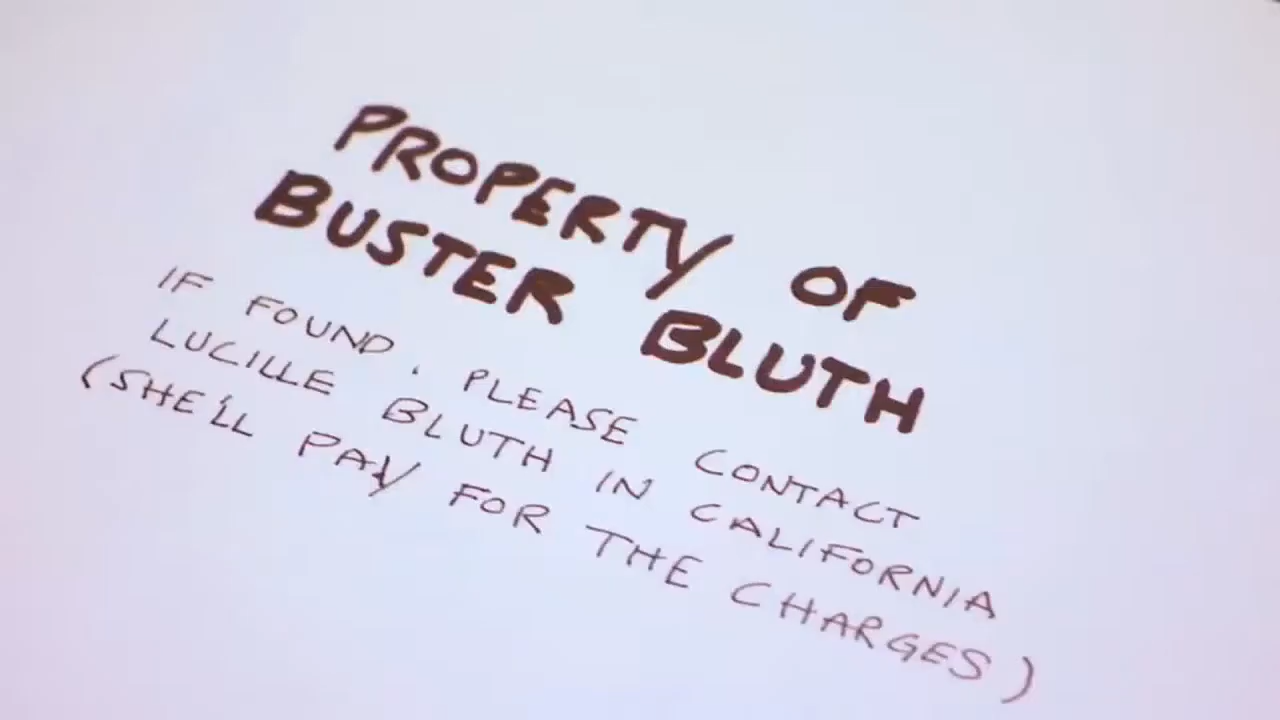 PROPERTY OF
BUSTER BLUTH
IF FOUND, PLEASE CONTACT
LUCILLE BLUTH IN CALIFORNIA
(SHE'LL PAY FOR THE CHARGES)